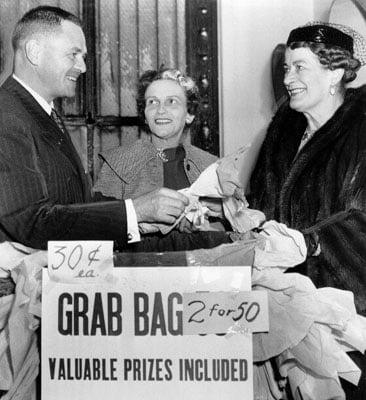 30¢
ea.
GRAB BAG 2 for 50
VALUABLE PRIZES INCLUDED